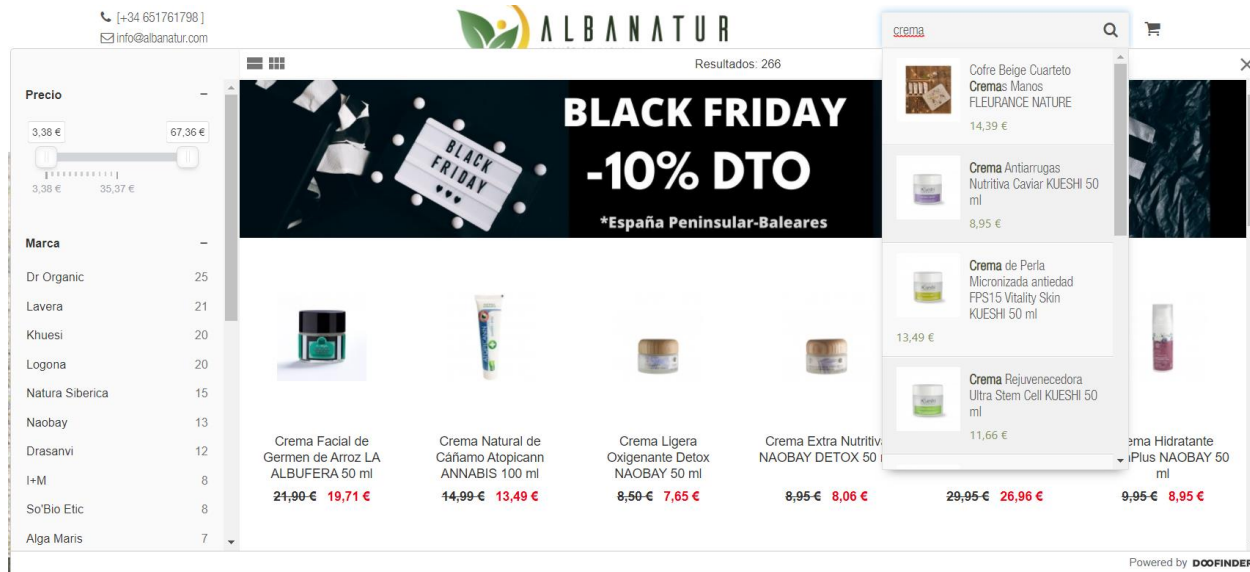 [+34 651761798 ]
info@albanatur.com
ALBANATUR
crema
Resultados: 266
Precio
3,38 €
67,36 €
3,38 €
35,37 €
Marca
Dr Organic 25
Lavera 21
Khuesi 20
Logona 20
Natura Siberica 15
Naobay 13
Drasanvi 12
I+M 8
So'Bio Etic 8
Alga Maris 7
BLACK
FRIDAY
BLACK FRIDAY
-10% DTO
*España Peninsular-Baleares
Cofre Beige Cuarteto
Cremas Manos
FLEURANCE NATURE
14,39 €
Crema Antiarrugas
Nutritiva Caviar KUESHI 50
ml
8,95 €
Crema de Perla
Micronizada antiedad
FPS15 Vitality Skin
KUESHI 50 ml
13,49 €
Crema Rejuvenecedora
Ultra Stem Cell KUESHI 50
ml
11,66 €
Crema Facial de
Germen de Arroz LA
ALBUFERA 50 ml
21,90 € 19,71 €
Crema Natural de
Cáñamo Atopicann
ANNABIS 100 ml
14,99 € 13,49 €
Crema Ligera
Oxigenante Detox
NAOBAY 50 ml
8,50 € 7,65 €
Crema Extra Nutritiv
NAOBAY DETOX 50
8,95 € 8,06 €
29,95 € 26,96 €
ema Hidratante
Plus NAOBAY 50
ml
9,95 € 8,95 €
Powered by DOOFINDER